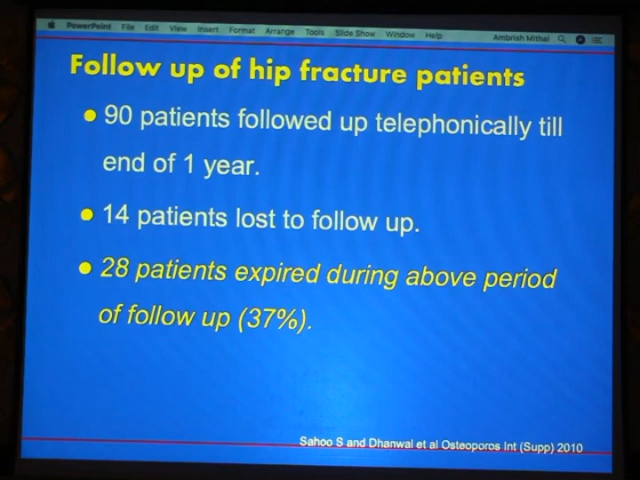 PowerPoint File Edit View Insert Format Arrange Tools Slide Show Window Help Ambrish Mithal
Follow up of hip fracture patients
• 90 patients followed up telephonically till
end of 1 year.
• 14 patients lost to follow up.
• 28 patients expired during above period
of follow up (37%).
Sahoo S and Dhanwal et al Osteoporos Int (Supp) 2010